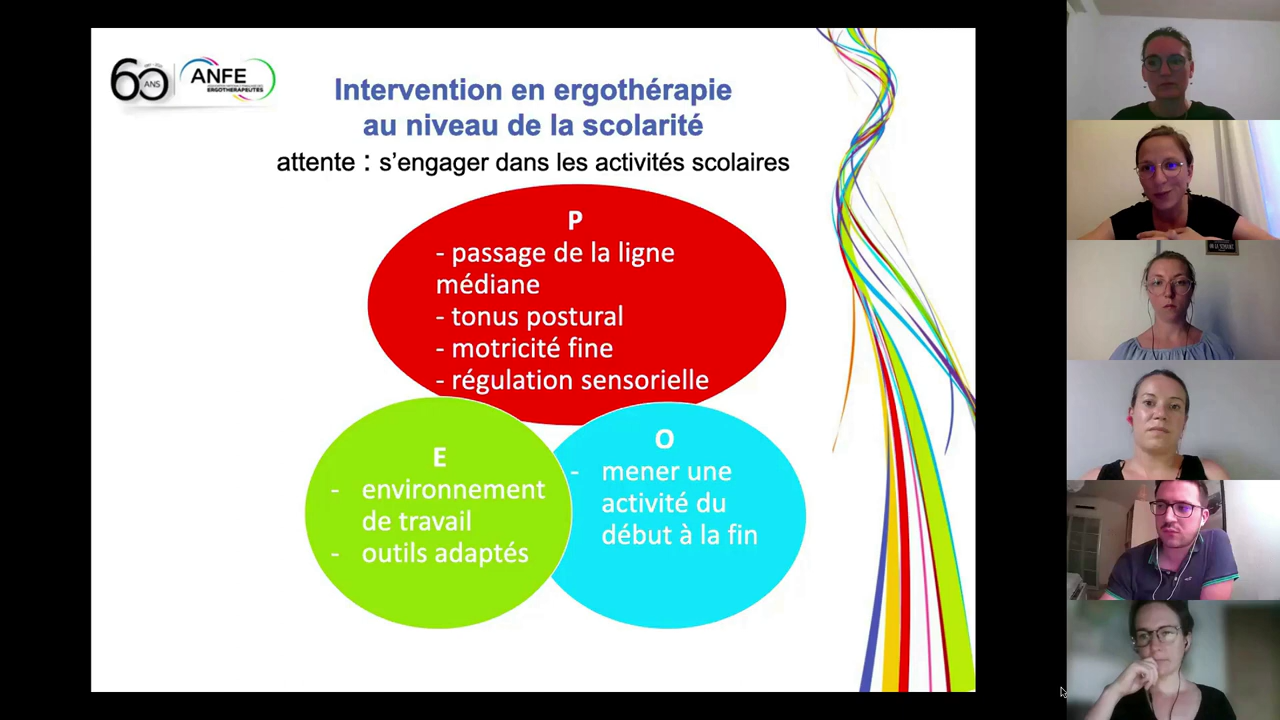 60 ANS
ANFE
ERGOTHÉRAPEUTES
Intervention en ergothérapie
au niveau de la scolarité
attente : s’engager dans les activités scolaires
P
- passage de la ligne
médiane
- tonus postural
- motricité fine
- régulation sensorielle
E
- environnement
de travail
- outils adaptés
O
- mener une
activité du
début à la fin